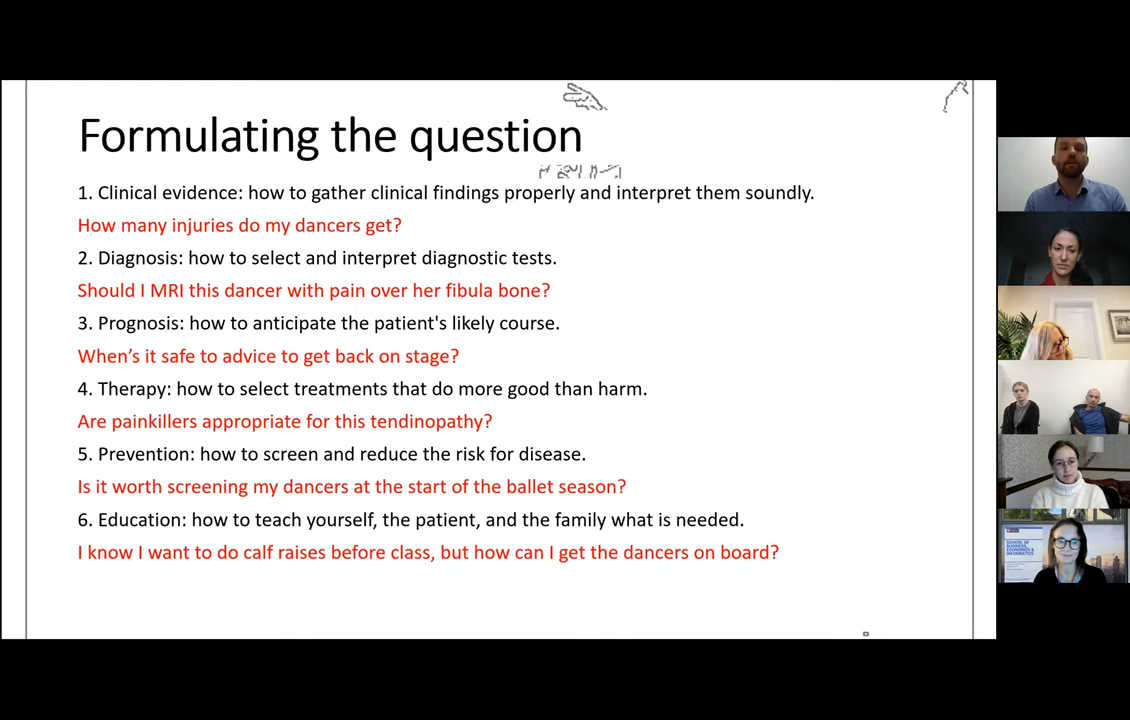 Formulating the question
1. Clinical evidence: how to gather clinical findings properly and interpret them soundly.
How many injuries do my dancers get?
2. Diagnosis: how to select and interpret diagnostic tests.
Should I MRI this dancer with pain over her fibula bone?
3. Prognosis: how to anticipate the patient's likely course.
When’s it safe to advice to get back on stage?
4. Therapy: how to select treatments that do more good than harm.
Are painkillers appropriate for this tendinopathy?
5. Prevention: how to screen and reduce the risk for disease.
Is it worth screening my dancers at the start of the ballet season?
6. Education: how to teach yourself, the patient, and the family what is needed.
I know I want to do calf raises before class, but how can I get the dancers on board?
SCHOOL OF
BUSINESS,
ECONOMICS &
INFORMATICS